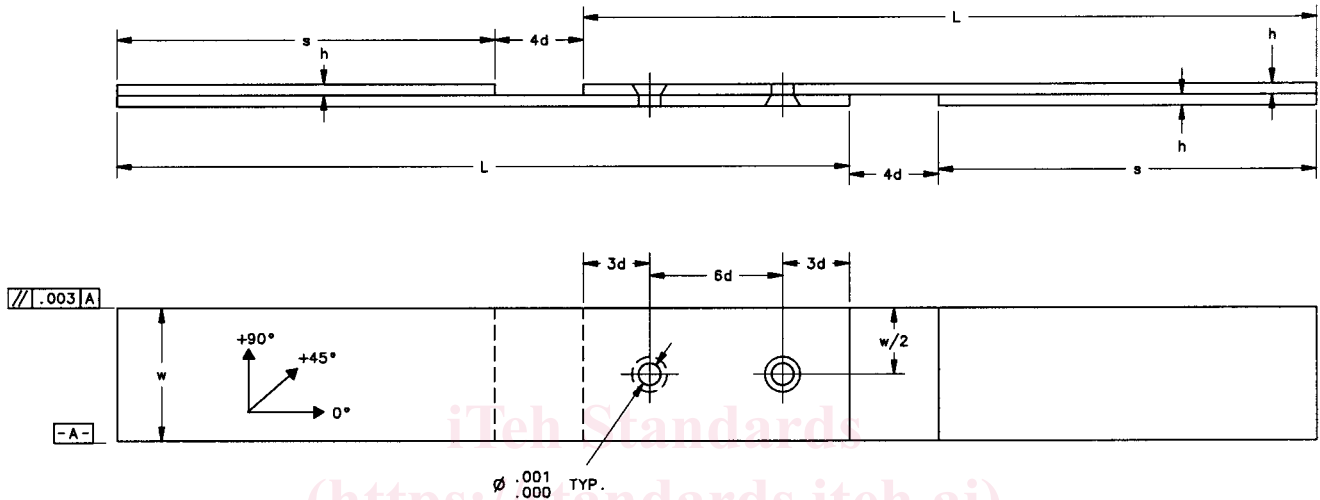 L
s
4d
h
h
h
L
4d
s
3d
6d
3d
// .003 A
+90°
+45°
0°
w
w/2
-A-
iTeh Standards
Ø .001 TYP.
.000
(https://standards.iteh.ai)